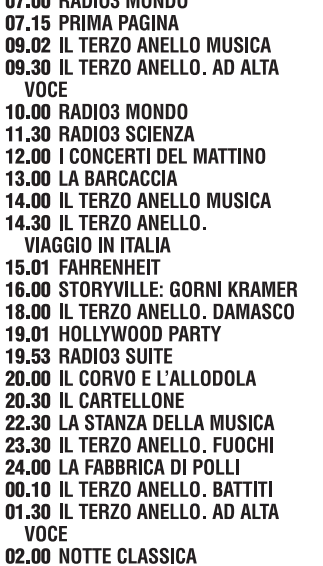 07.00 RADIO3 MONDO
07.15 PRIMA PAGINA
09.02 IL TERZO ANELLO MUSICA
09.30 IL TERZO ANELLO. AD ALTA
VOCE
10.00 RADIO3 MONDO
11.30 RADIO3 SCIENZA
12.00 I CONCERTI DEL MATTINO
13.00 LA BARCACCIA
14.00 IL TERZO ANELLO MUSICA
14.30 IL TERZO ANELLO.
VIAGGIO IN ITALIA
15.01 FAHRENHEIT
16.00 STORYVILLE: GORNI KRAMER
18.00 IL TERZO ANELLO. DAMASCO
19.01 HOLLYWOOD PARTY
19.53 RADIO3 SUITE
20.00 IL CORVO E L'ALLODOLA
20.30 IL CARTELLONE
22.30 LA STANZA DELLA MUSICA
23.30 IL TERZO ANELLO. FUOCHI
24.00 LA FABBRICA DI POLLI
00.10 IL TERZO ANELLO. BATTITI
01.30 IL TERZO ANELLO. AD ALTA
VOCE
02.00 NOTTE CLASSICA